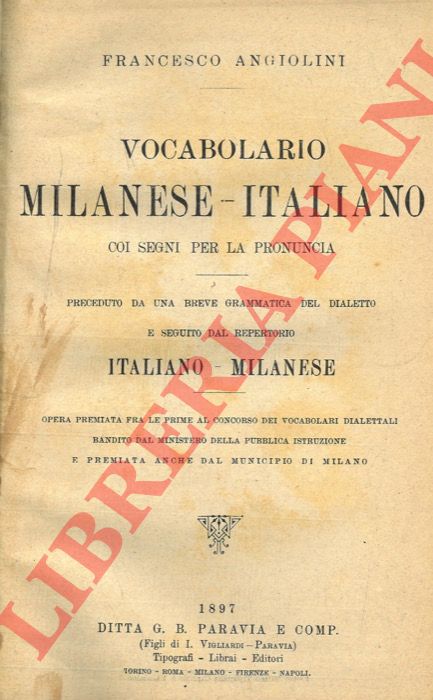 FRANCESCO ANGIOLINI
VOCABOLARIO
MILANESE - ITALIANO
COI SEGNI PER LA PRONUNCIA
PRECEDUTO DA UNA BREVE GRAMMATICA DEL DIALETTO
E SEGUITO DAL REPERTORIO
ITALIANO - MILANESE
OPERA PREMIATA FRA LE PRIME AL CONCORSO DEI VOCABOLARI DIALETTALI
BANDITO DAL MINISTERO DELLA PUBBLICA ISTRUZIONE
E PREMIATA ANCHE DAL MUNICIPIO DI MILANO
1897
DITTA G. B. PARAVIA E COMP.
(Figli di I. VIGLIARDI-PARAVIA)
Tipografi - Librai - Editori
TORINO - ROMA - MILANO - FIRENZE - NAPOLI.
LIBRERIA PIANI